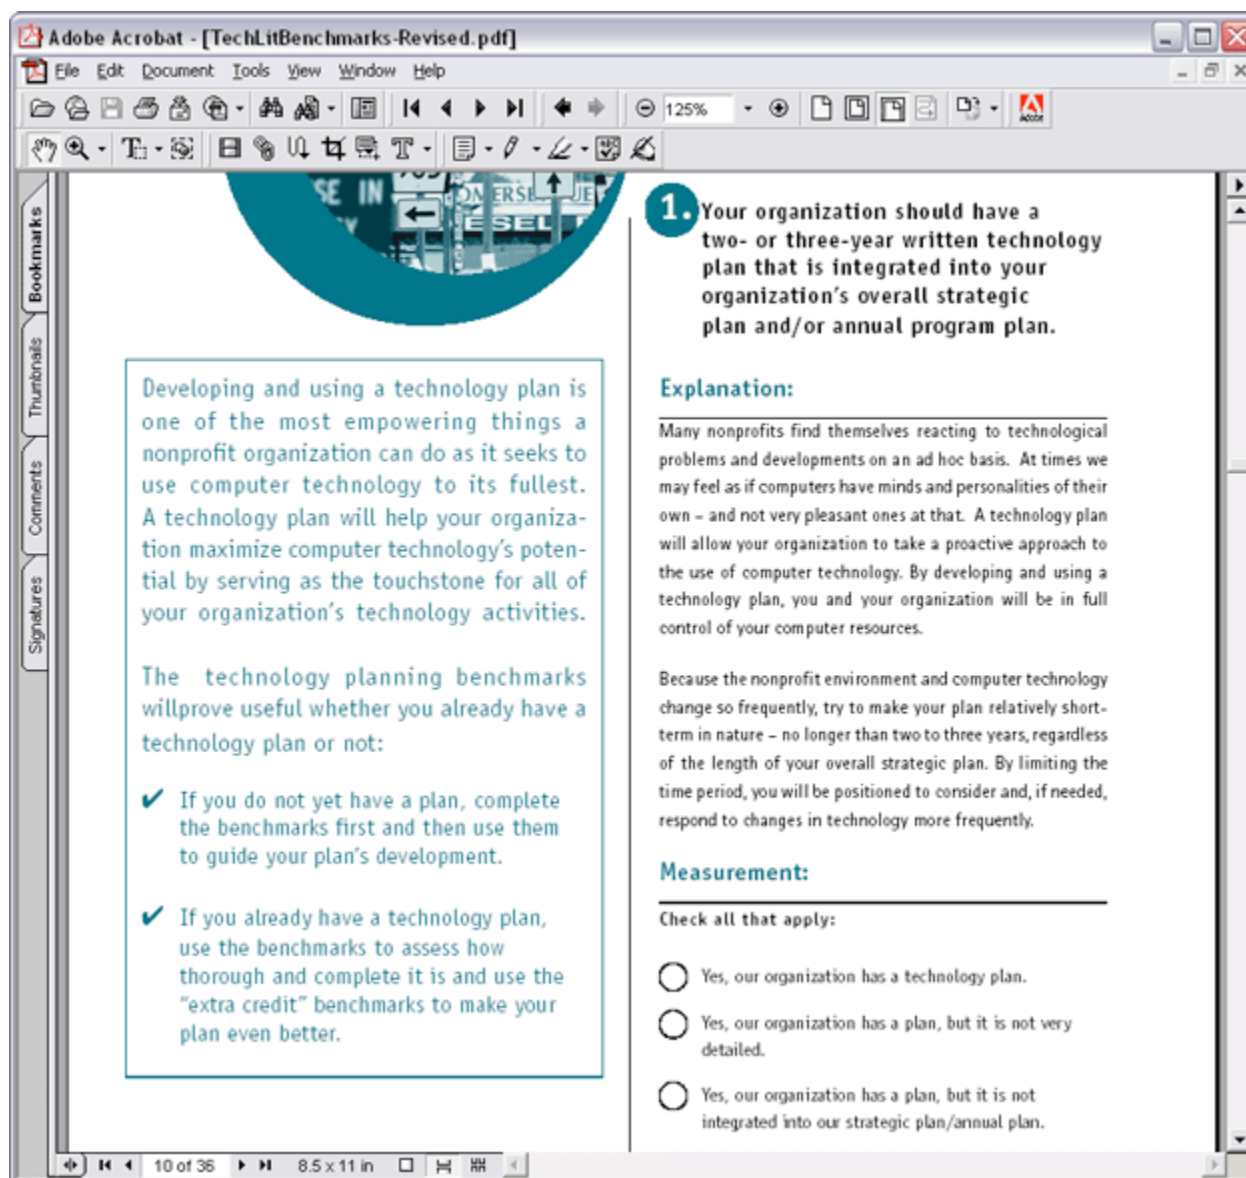 Adobe Acrobat - [TechLitBenchmarks-Revised.pdf]
File Edit Document Tools View Window Help
125%
Adobe
Bookmarks
Thumbnails
Comments
Signatures
SE IN
OMERSE
ESEL
Developing and using a technology plan is
one of the most empowering things a
nonprofit organization can do as it seeks to
use computer technology to its fullest.
A technology plan will help your organiza-
tion maximize computer technology's poten-
tial by serving as the touchstone for all of
your organization's technology activities.
The technology planning benchmarks
willprove useful whether you already have a
technology plan or not:
✔ If you do not yet have a plan, complete
the benchmarks first and then use them
to guide your plan's development.
✔ If you already have a technology plan,
use the benchmarks to assess how
thorough and complete it is and use the
"extra credit" benchmarks to make your
plan even better.
1. Your organization should have a
two- or three-year written technology
plan that is integrated into your
organization's overall strategic
plan and/or annual program plan.
Explanation:
Many nonprofits find themselves reacting to technological
problems and developments on an ad hoc basis. At times we
may feel as if computers have minds and personalities of their
own – and not very pleasant ones at that. A technology plan
will allow your organization to take a proactive approach to
the use of computer technology. By developing and using a
technology plan, you and your organization will be in full
control of your computer resources.
Because the nonprofit environment and computer technology
change so frequently, try to make your plan relatively short-
term in nature – no longer than two to three years, regardless
of the length of your overall strategic plan. By limiting the
time period, you will be positioned to consider and, if needed,
respond to changes in technology more frequently.
Measurement:
Check all that apply:
Yes, our organization has a technology plan.
Yes, our organization has a plan, but it is not very
detailed.
Yes, our organization has a plan, but it is not
integrated into our strategic plan/annual plan.
10 of 36
8.5 x 11 in